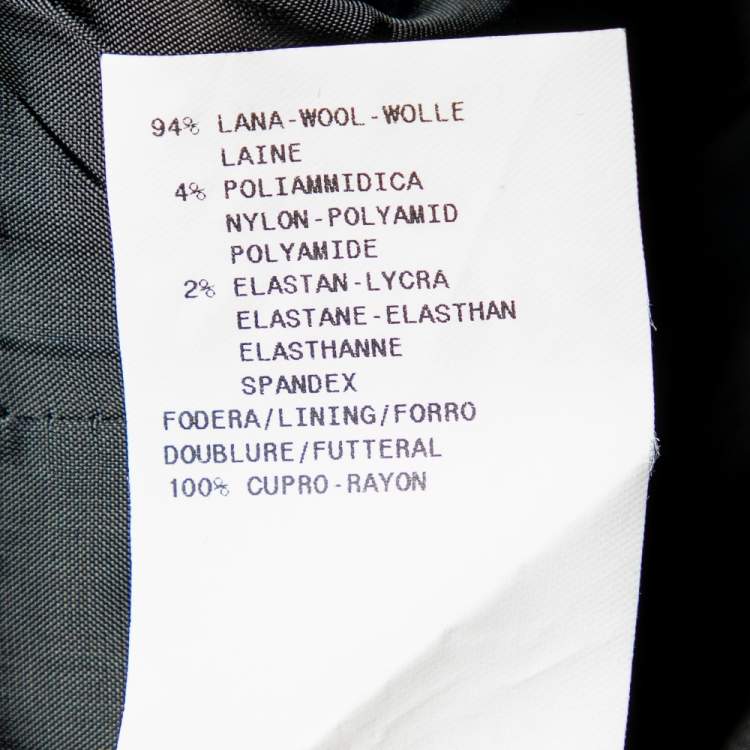 94% LANA-WOOL-WOLLE
LAINE
4% POLIAMMIDICA
NYLON-POLYAMID
POLYAMIDE
2% ELASTAN-LYCRA
ELASTANE-ELASTHAN
ELASTHANNE
SPANDEX
FODERA/LINING/FORRO
DOUBLURE/FUTTERAL
100% CUPRO-RAYON